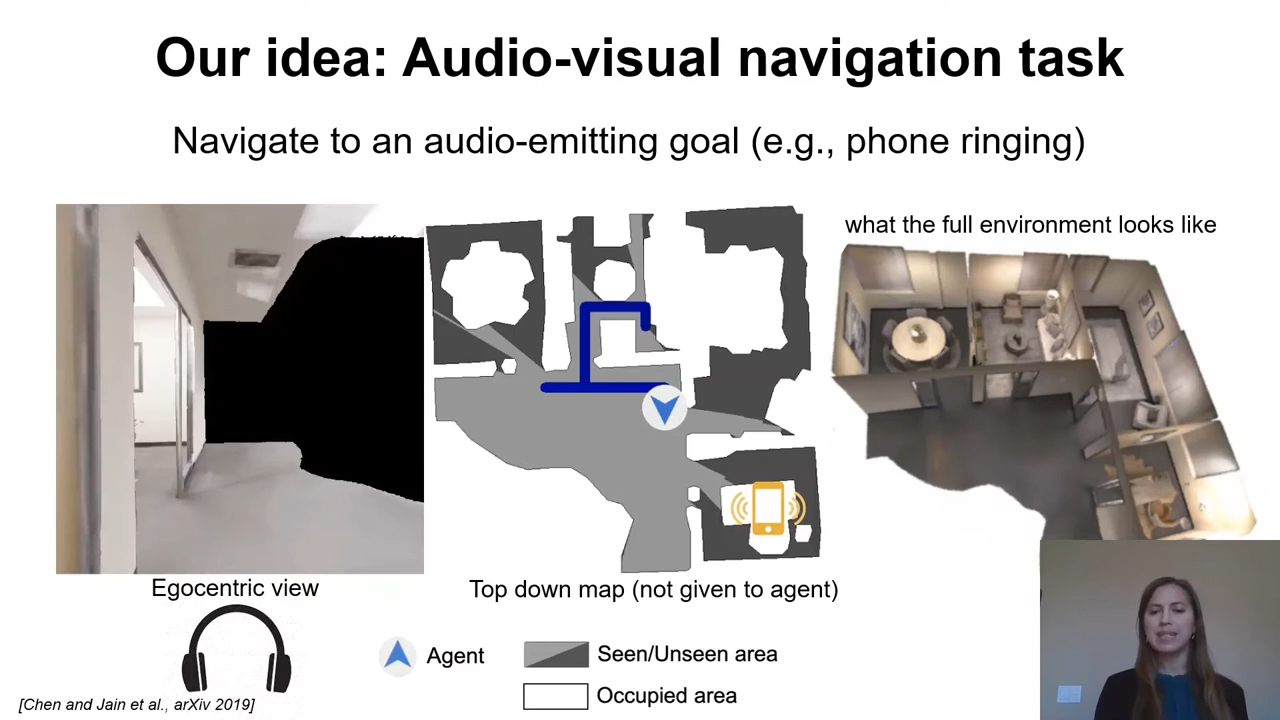 Our idea: Audio-visual navigation task
Navigate to an audio-emitting goal (e.g., phone ringing)
what the full environment looks like
Egocentric view
Top down map (not given to agent)
Agent
Seen/Unseen area
Occupied area
[Chen and Jain et al., arXiv 2019]